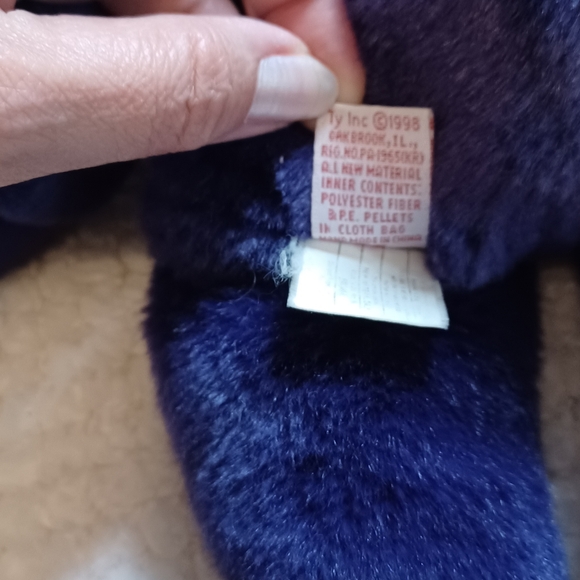 Ty Inc ©1998
OAKBROOK, IL.,
REG.NO.PA-1965(KR)
ALL NEW MATERIAL
INNER CONTENTS:
POLYESTER FIBER
& P.E. PELLETS
IN CLOTH BAG
HAND MADE IN CHINA